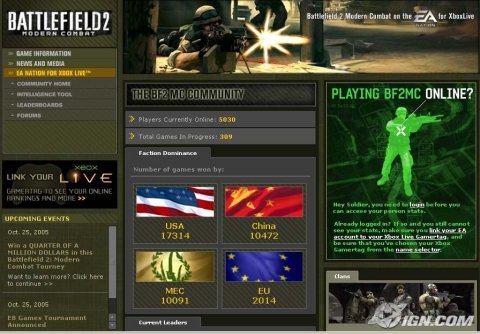 BATTLEFIELD 2
MODERN COMBAT
Battlefield 2 Modern Combat on the EA NATION for XboxLive
GAME INFORMATION
NEWS AND MEDIA
EA NATION FOR XBOX LIVE™
COMMUNITY HOME
INTELLIGENCE TOOL
LEADERBOARDS
FORUMS
THE BF2 MC COMMUNITY
Players Currently Online: 5030
Total Games In Progress: 309
Faction Dominance
Number of games won by:
USA
17314
China
10472
MEC
10091
EU
2014
Current Leaders
XBOX
LINK YOUR LIVE
GAMERTAG TO SEE YOUR ONLINE
RANKINGS AND MORE >>
UPCOMING EVENTS
Oct. 25, 2005
Win a QUARTER OF A
MILLION DOLLARS in this
Battlefield 2: Modern
Combat Tourney
Want to learn more? Click here
to continue >>
Oct. 25, 2005
EB Games Tournament
Announced
PLAYING BF2MC ONLINE?
Hey Soldier, you need to login before you
can access your person stats.
Already logged in? If so and you still cannot
see your stats, make sure you link your EA
account to your Xbox Live Gamertag, and
be sure that you've chosen your Xbox
Gamertag from the name selector.
Clans
IGN.COM